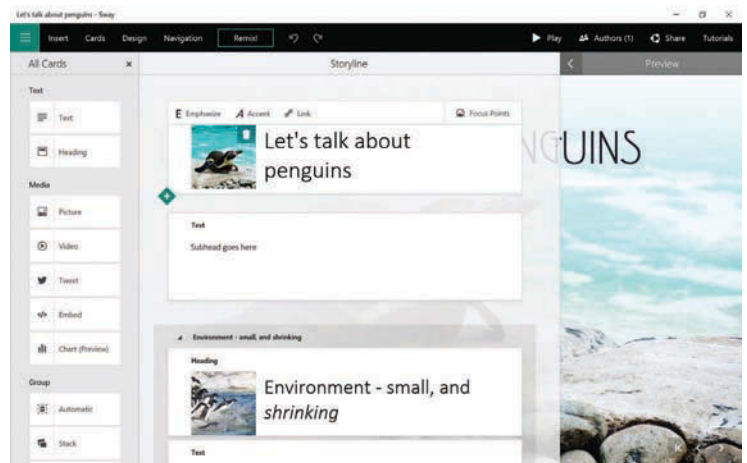 Let's talk about penguins - Sway
Insert Cards Design Navigation Remix! Play Authors (1) Share Tutorials
All Cards
Storyline
Preview
Text
Text
Heading
Media
Picture
Video
Tweet
Embed
Chart (Preview)
Group
Automatic
Stack
E Emphasize A Accent Link Focus Points
Let's talk about
penguins
Text
Subhead goes here
Environment - small, and shrinking
Heading
Environment - small, and
shrinking
Text
NGUINS